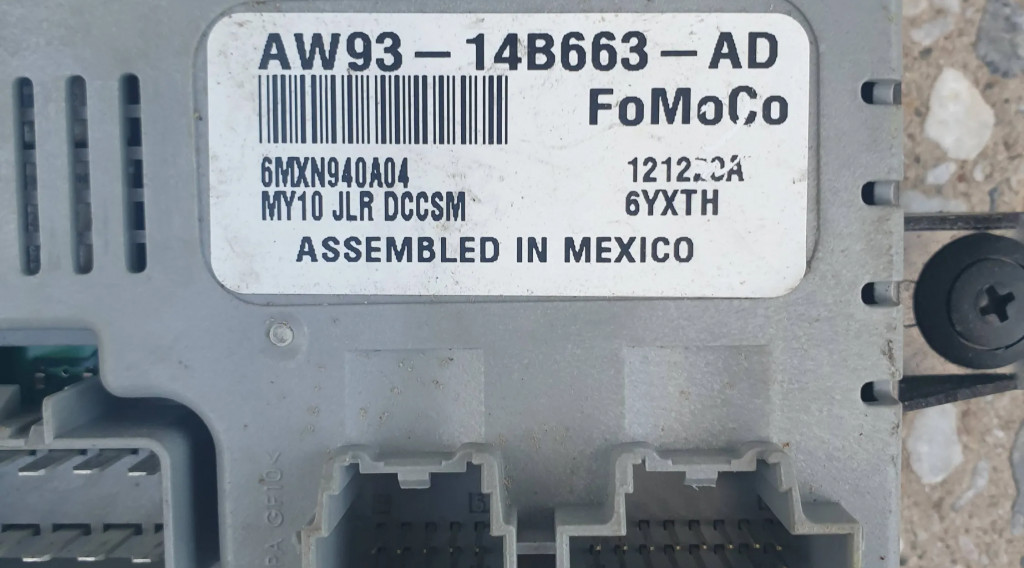 AW93-14B663-AD
FoMoCo
6MXN940A04
MY10 JLR DCCSM
6YXTH
ASSEMBLED IN MEXICO